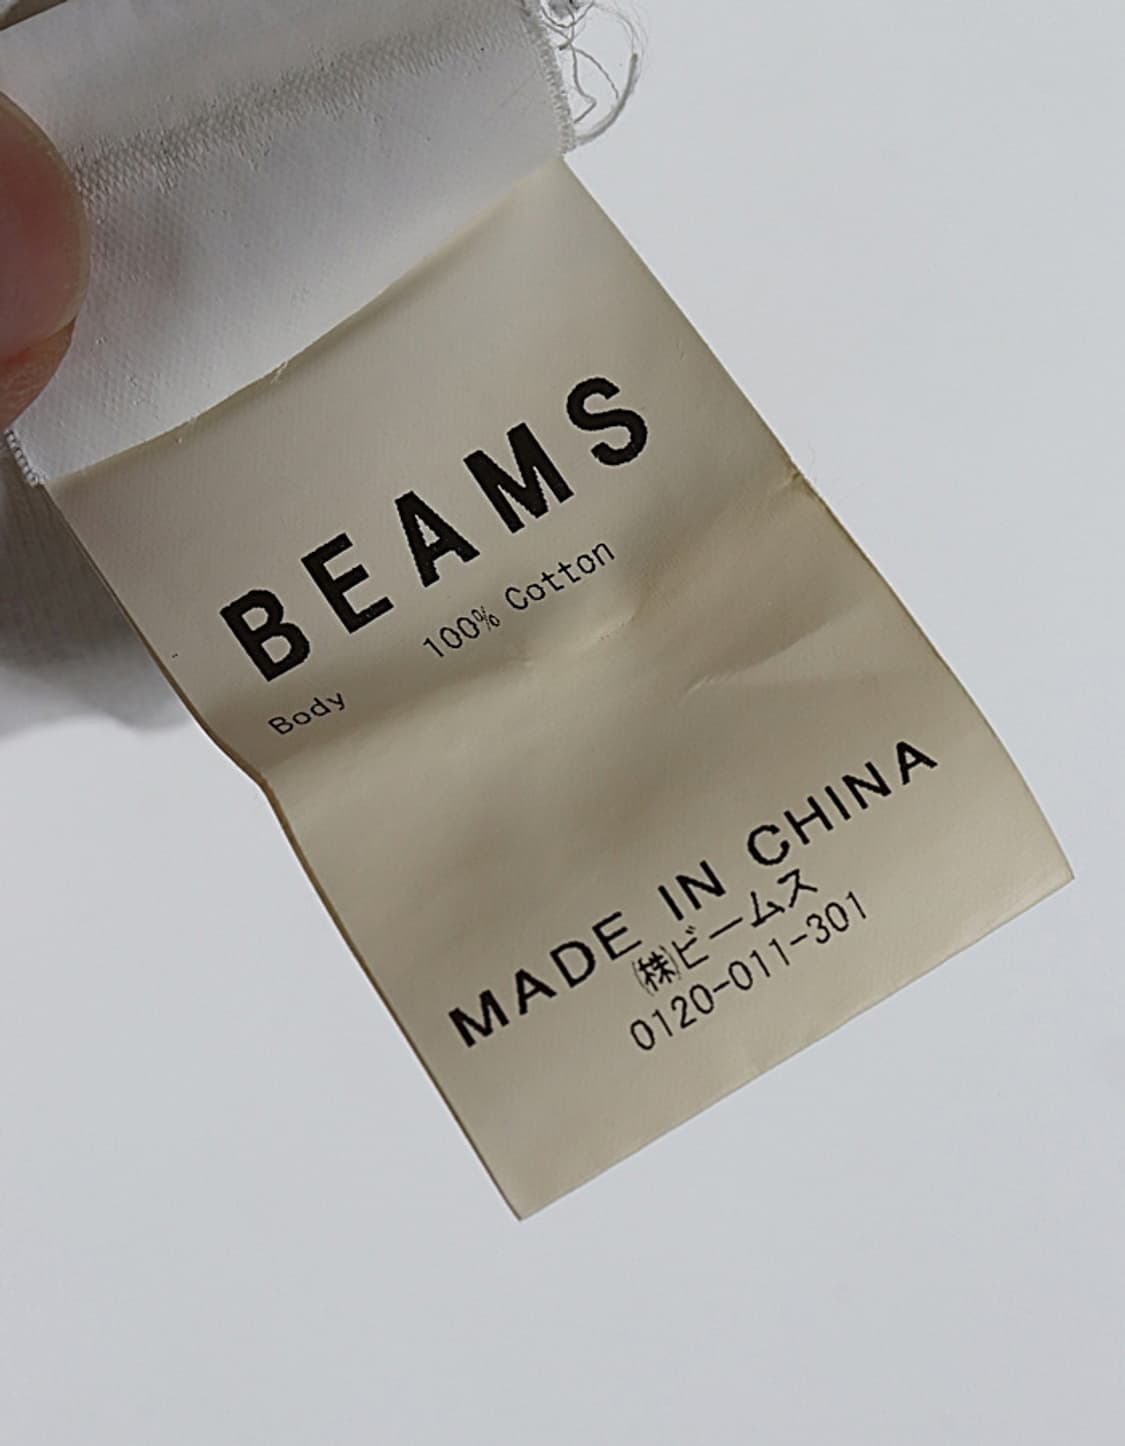 BEAMS
Body 100% Cotton
MADE IN CHINA
㈱ビームス
0120-011-301